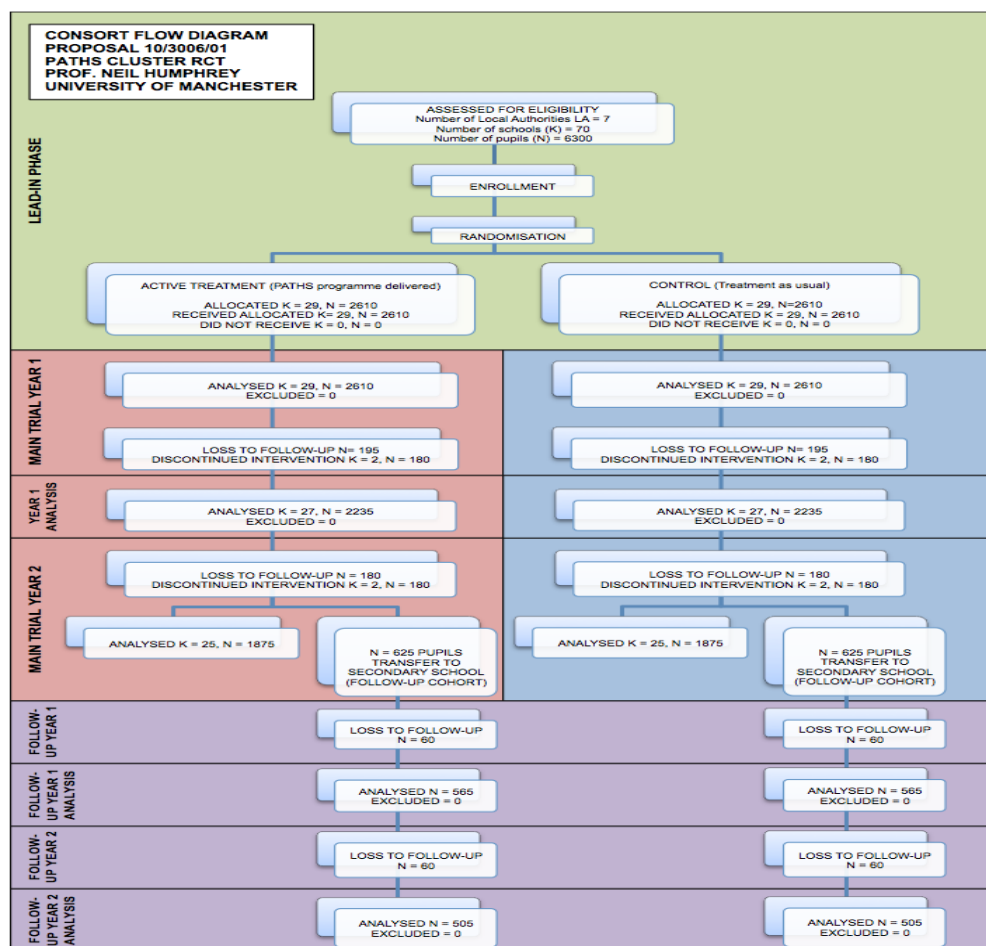 CONSORT FLOW DIAGRAM
PROPOSAL 10/3006/01
PATHS CLUSTER RCT
PROF. NEIL HUMPHREY
UNIVERSITY OF MANCHESTER
LEAD-IN PHASE
ASSESSED FOR ELIGIBILITY
Number of Local Authorities LA = 7
Number of schools (K) = 70
Number of pupils (N) = 6300
ENROLLMENT
RANDOMISATION
ACTIVE TREATMENT (PATHS programme delivered)
ALLOCATED K = 29, N = 2610
RECEIVED ALLOCATED K= 29, N = 2610
DID NOT RECEIVE K = 0, N = 0
CONTROL (Treatment as usual)
ALLOCATED K = 29, N=2610
RECEIVED ALLOCATED K = 29, N = 2610
DID NOT RECEIVE K = 0, N = 0
MAIN TRIAL YEAR 1
ANALYSED K = 29, N = 2610
EXCLUDED = 0
ANALYSED K = 29, N = 2610
EXCLUDED = 0
LOSS TO FOLLOW-UP N= 195
DISCONTINUED INTERVENTION K = 2, N = 180
LOSS TO FOLLOW-UP N= 195
DISCONTINUED INTERVENTION K = 2, N = 180
YEAR 1
ANALYSIS
ANALYSED K = 27, N = 2235
EXCLUDED = 0
ANALYSED K = 27, N = 2235
EXCLUDED = 0
MAIN TRIAL YEAR 2
LOSS TO FOLLOW-UP N = 180
DISCONTINUED INTERVENTION K = 2, N = 180
LOSS TO FOLLOW-UP N = 180
DISCONTINUED INTERVENTION K = 2, N = 180
ANALYSED K = 25, N = 1875
N = 625 PUPILS
TRANSFER TO
SECONDARY SCHOOL
(FOLLOW-UP COHORT)
ANALYSED K = 25, N = 1875
N = 625 PUPILS
TRANSFER TO
SECONDARY SCHOOL
(FOLLOW-UP COHORT)
FOLLOW-
UP YEAR 1
LOSS TO FOLLOW-UP
N = 60
LOSS TO FOLLOW-UP
N = 60
FOLLOW-
UP YEAR 1
ANALYSIS
ANALYSED N = 565
EXCLUDED = 0
ANALYSED N = 565
EXCLUDED = 0
FOLLOW-
UP YEAR 2
LOSS TO FOLLOW-UP
N = 60
LOSS TO FOLLOW-UP
N = 60
FOLLOW-
UP YEAR 2
ANALYSIS
ANALYSED N = 505
EXCLUDED = 0
ANALYSED N = 505
EXCLUDED = 0